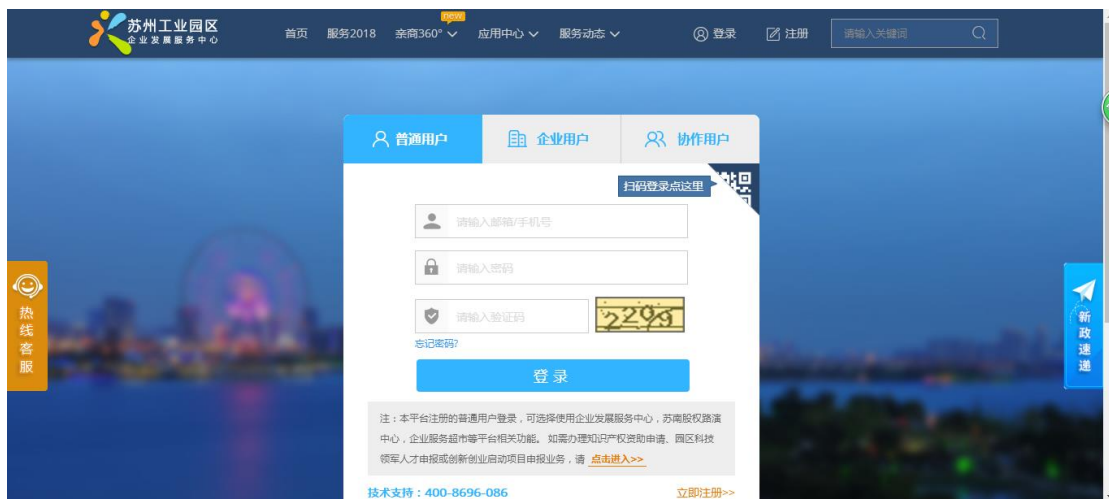 苏州工业园区
企业发展服务中心
首页 服务2018 亲商360° new 应用中心 服务动态 登录 注册 请输入关键词
普通用户 企业用户 协作用户
扫码登录点这里
请输入邮箱/手机号
请输入密码
请输入验证码 2299
忘记密码?
登录
注：本平台注册的普通用户登录，可选择使用企业发展服务中心，苏南股权路演
中心，企业服务超市等平台相关功能。 如需办理知识产权资助申请、园区科技
领军人才申报或创新创业启动项目申报业务，请 点击进入>>
技术支持：400-8696-086 立即注册>>
热线客服
新政速递